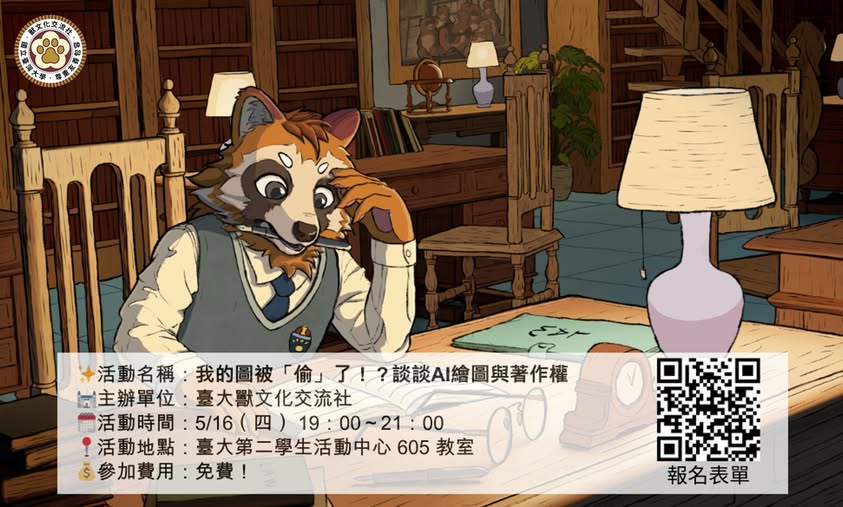 ✨活動名稱：我的圖被「偷」了！？談談AI繪圖與著作權
主辦單位：臺大獸文化交流社
活動時間：5/16（四）19：00~21：00
活動地點：臺大第二學生活動中心 605 教室
參加費用：免費！
報名表單